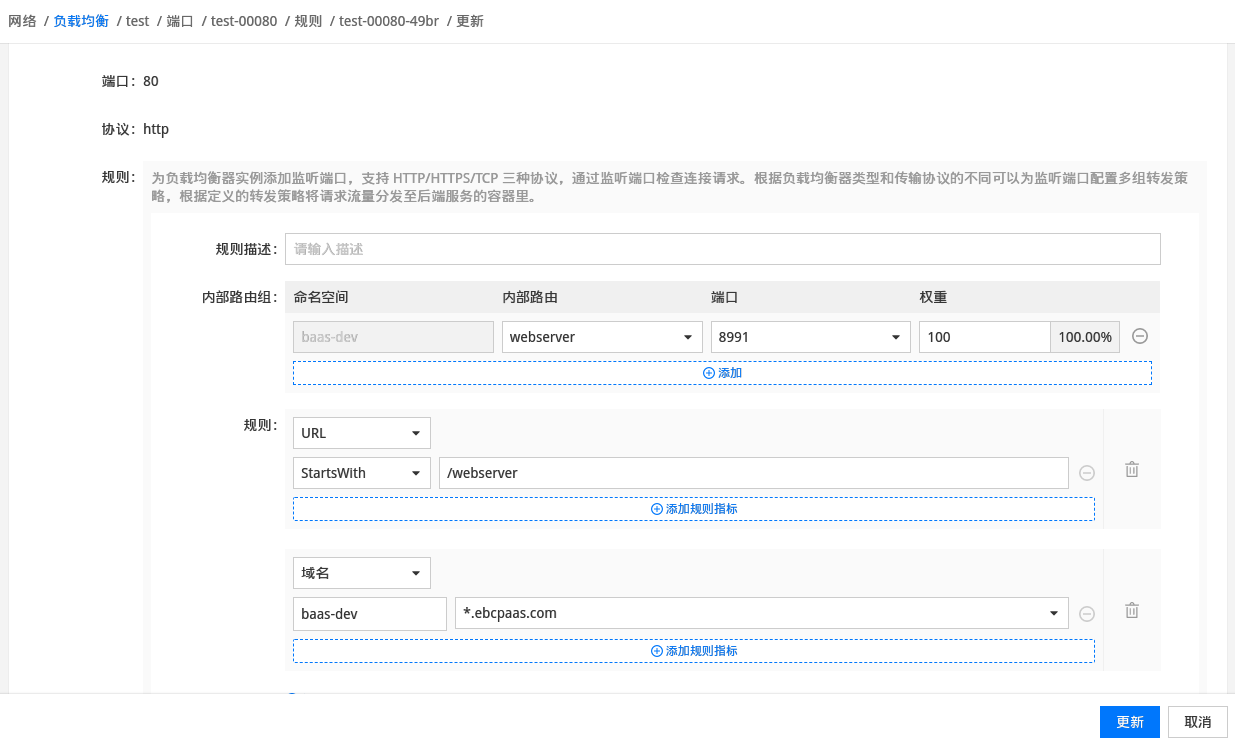 网络 / 负载均衡 / test / 端口 / test-00080 / 规则 / test-00080-49br / 更新
端口： 80
协议： http
规则： 为负载均衡器实例添加监听端口，支持 HTTP/HTTPS/TCP 三种协议，通过监听端口检查连接请求。根据负载均衡器类型和传输协议的不同可以为监听端口配置多组转发策
略，根据定义的转发策略将请求流量分发至后端服务的容器里。
规则描述： 请输入描述
内部路由组： 命名空间 内部路由 端口 权重
baas-dev webserver 8991 100 100.00%
添加
规则： URL
StartsWith /webserver
添加规则指标
域名
baas-dev *.ebcpaas.com
添加规则指标
更新 取消